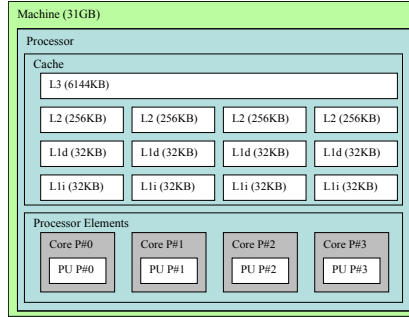 Machine (31GB)
Processor
Cache
L3 (6144KB)
L2 (256KB) L2 (256KB) L2 (256KB) L2 (256KB)
L1d (32KB) L1d (32KB) L1d (32KB) L1d (32KB)
L1i (32KB) L1i (32KB) L1i (32KB) L1i (32KB)
Processor Elements
Core P#0 Core P#1 Core P#2 Core P#3
PU P#0 PU P#1 PU P#2 PU P#3